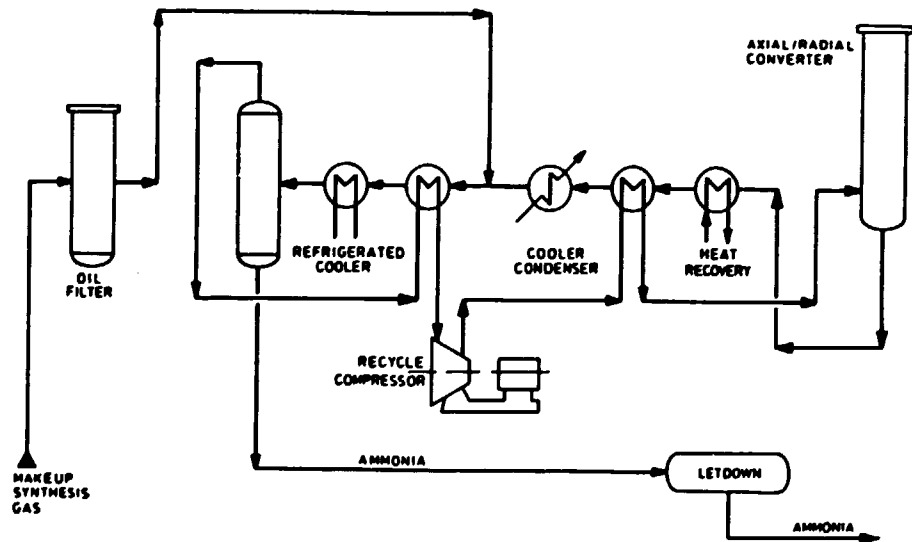 AXIAL/RADIAL
CONVERTER
OIL
FILTER
REFRIGERATED
COOLER
COOLER
CONDENSER
HEAT
RECOVERY
RECYCLE
COMPRESSOR
MAKEUP
SYNTHESIS
GAS
AMMONIA
LETDOWN
AMMONIA